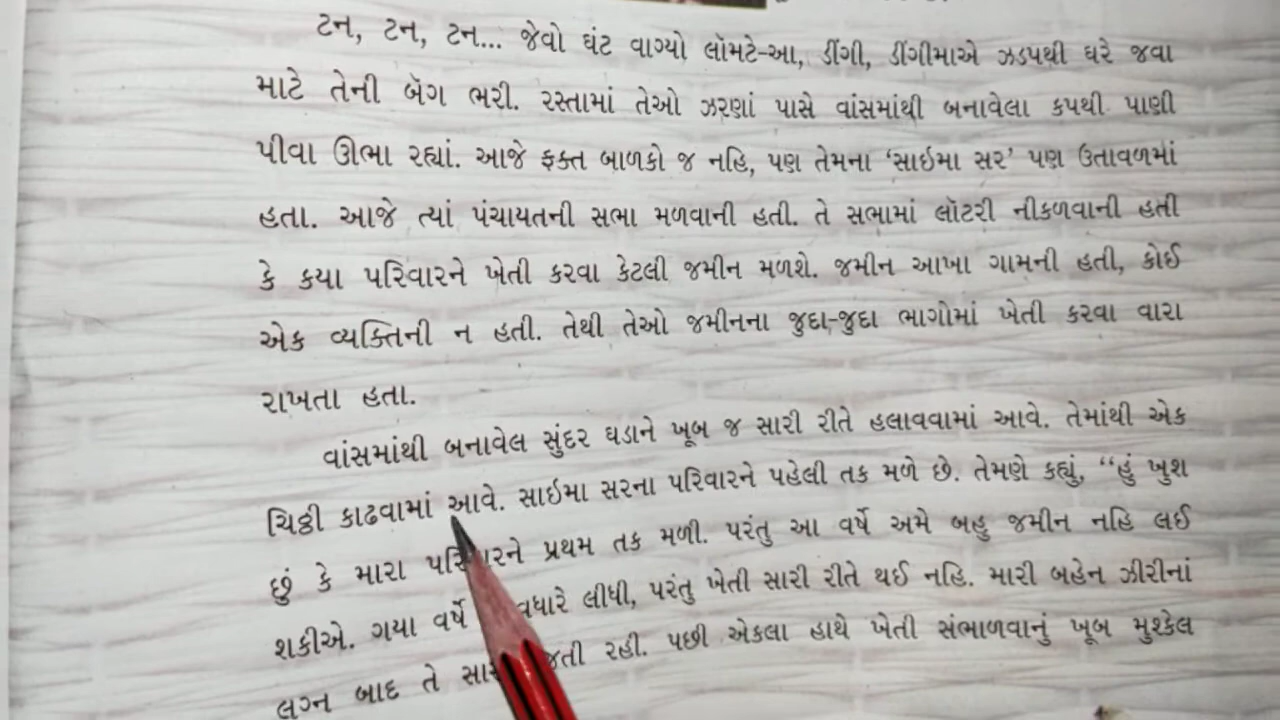 ટન, ટન, ટન... જેવો ઘંટ વાગ્યો લૉમટે-આ, ડીંગી, ડીંગીમાએ ઝડપથી ઘરે જવા
માટે તેની બૅગ ભરી. રસ્તામાં તેઓ ઝરણાં પાસે વાંસમાંથી બનાવેલા કપથી પાણી
પીવા ઊભા રહ્યાં. આજે ફક્ત બાળકો જ નહિ, પણ તેમના ‘સાઇમા સર’ પણ ઉતાવળમાં
હતા. આજે ત્યાં પંચાયતની સભા મળવાની હતી. તે સભામાં લૉટરી નીકળવાની હતી
કે કયા પરિવારને ખેતી કરવા કેટલી જમીન મળશે. જમીન આખા ગામની હતી, કોઈ
એક વ્યક્તિની ન હતી. તેથી તેઓ જમીનના જુદા-જુદા ભાગોમાં ખેતી કરવા વારા
રાખતા હતા.
વાંસમાંથી બનાવેલ સુંદર ઘડાને ખૂબ જ સારી રીતે હલાવવામાં આવે. તેમાંથી એક
ચિઠ્ઠી કાઢવામાં આવે. સાઇમા સરના પરિવારને પહેલી તક મળે છે. તેમણે કહ્યું, “હું ખુશ
છું કે મારા પરિવારને પ્રથમ તક મળી. પરંતુ આ વર્ષે અમે બહુ જમીન નહિ લઈ
શકીએ. ગયા વર્ષે વધારે લીધી, પરંતુ ખેતી સારી રીતે થઈ નહિ. મારી બહેન ઝીરીનાં
લગ્ન બાદ તે જતી રહી. પછી એકલા હાથે ખેતી સંભાળવાનું ખૂબ મુશ્કેલ